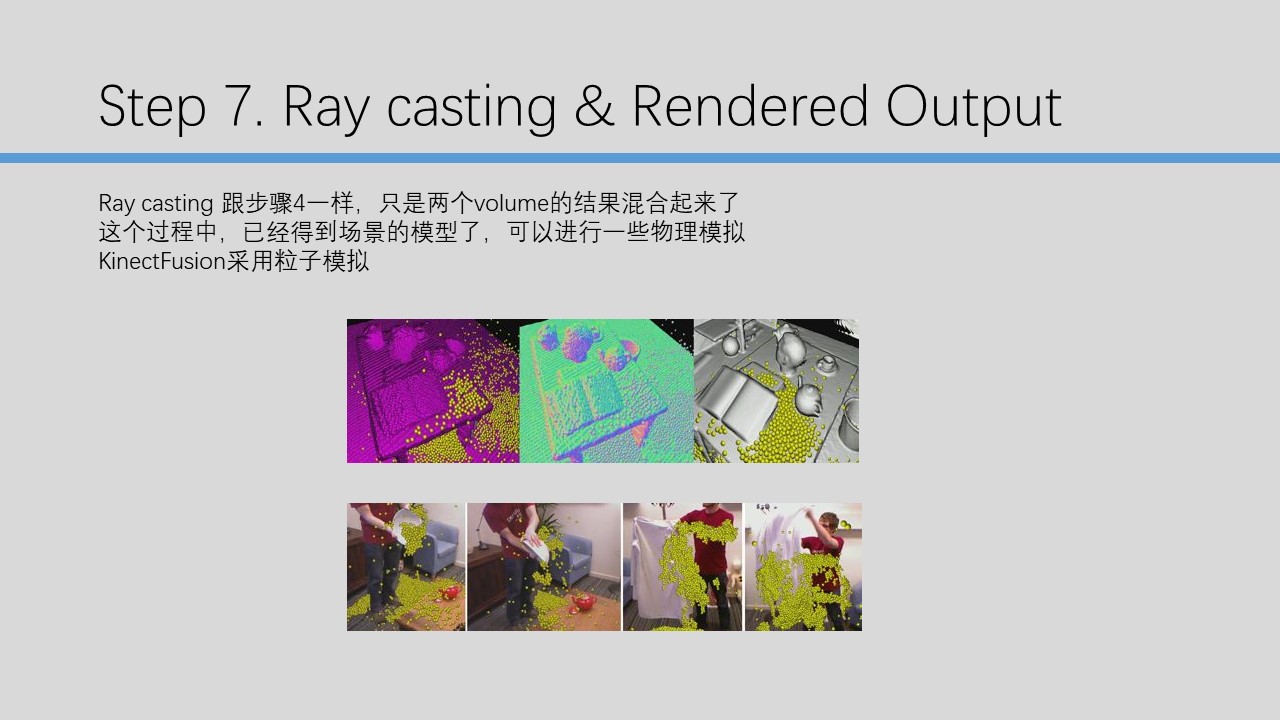 Step 7. Ray casting & Rendered Output
Ray casting 跟步骤4一样，只是两个volume的结果混合起来了
这个过程中，已经得到场景的模型了，可以进行一些物理模拟
KinectFusion采用粒子模拟